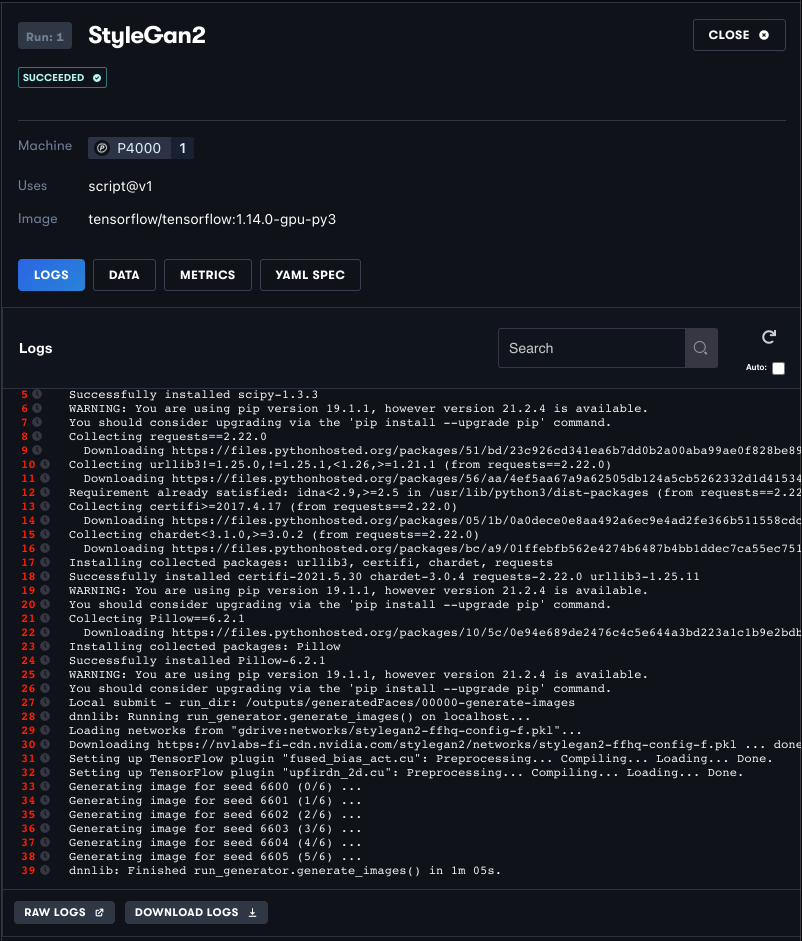 Run: 1 StyleGan2 CLOSE
SUCCEEDED
Machine P4000 1
Uses script@v1
Image tensorflow/tensorflow:1.14.0-gpu-py3
LOGS DATA METRICS YAML SPEC
Logs Search Auto:
5 Successfully installed scipy-1.3.3
6 WARNING: You are using pip version 19.1.1, however version 21.2.4 is available.
7 You should consider upgrading via the 'pip install --upgrade pip' command.
8 Collecting requests==2.22.0
9 Downloading https://files.pythonhosted.org/packages/51/bd/23c926cd341ea6b7dd0b2a00aba99ae0f828be89
10 Collecting urllib3!=1.25.0,!=1.25.1,<1.26,>=1.21.1 (from requests==2.22.0)
11 Downloading https://files.pythonhosted.org/packages/56/aa/4ef5aa67a9a62505db124a5cb5262332d1d41534
12 Requirement already satisfied: idna<2.9,>=2.5 in /usr/lib/python3/dist-packages (from requests==2.22
13 Collecting certifi>=2017.4.17 (from requests==2.22.0)
14 Downloading https://files.pythonhosted.org/packages/05/1b/0a0dece0e8aa492a6ec9e4ad2fe366b511558cdc
15 Collecting chardet<3.1.0,>=3.0.2 (from requests==2.22.0)
16 Downloading https://files.pythonhosted.org/packages/bc/a9/01ffebfb562e4274b6487b4bb1ddec7ca55ec751
17 Installing collected packages: urllib3, certifi, chardet, requests
18 Successfully installed certifi-2021.5.30 chardet-3.0.4 requests-2.22.0 urllib3-1.25.11
19 WARNING: You are using pip version 19.1.1, however version 21.2.4 is available.
20 You should consider upgrading via the 'pip install --upgrade pip' command.
21 Collecting Pillow==6.2.1
22 Downloading https://files.pythonhosted.org/packages/10/5c/0e94e689de2476c4c5e644a3bd223a1c1b9e2bdb
23 Installing collected packages: Pillow
24 Successfully installed Pillow-6.2.1
25 WARNING: You are using pip version 19.1.1, however version 21.2.4 is available.
26 You should consider upgrading via the 'pip install --upgrade pip' command.
27 Local submit - run_dir: /outputs/generatedFaces/00000-generate-images
28 dnnlib: Running run_generator.generate_images() on localhost...
29 Loading networks from "gdrive:networks/stylegan2-ffhq-config-f.pkl"...
30 Downloading https://nvlabs-fi-cdn.nvidia.com/stylegan2/networks/stylegan2-ffhq-config-f.pkl ... done
31 Setting up TensorFlow plugin "fused_bias_act.cu": Preprocessing... Compiling... Loading... Done.
32 Setting up TensorFlow plugin "upfirdn_2d.cu": Preprocessing... Compiling... Loading... Done.
33 Generating image for seed 6600 (0/6) ...
34 Generating image for seed 6601 (1/6) ...
35 Generating image for seed 6602 (2/6) ...
36 Generating image for seed 6603 (3/6) ...
37 Generating image for seed 6604 (4/6) ...
38 Generating image for seed 6605 (5/6) ...
39 dnnlib: Finished run_generator.generate_images() in 1m 05s.
RAW LOGS DOWNLOAD LOGS